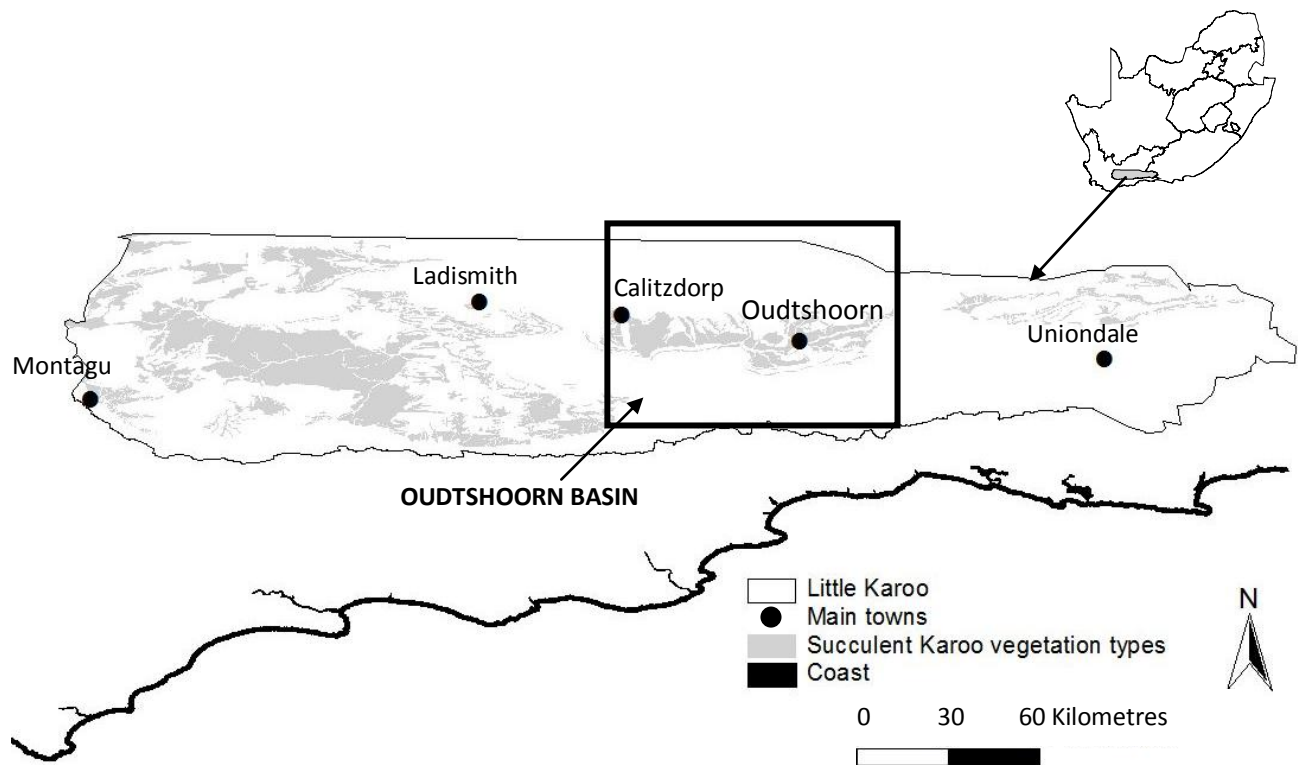 Ladismith
Calitzdorp
Oudtshoorn
Uniondale
Montagu
OUDTSHOORN BASIN
Little Karoo
Main towns
Succulent Karoo vegetation types
Coast
N
0 30 60 Kilometres